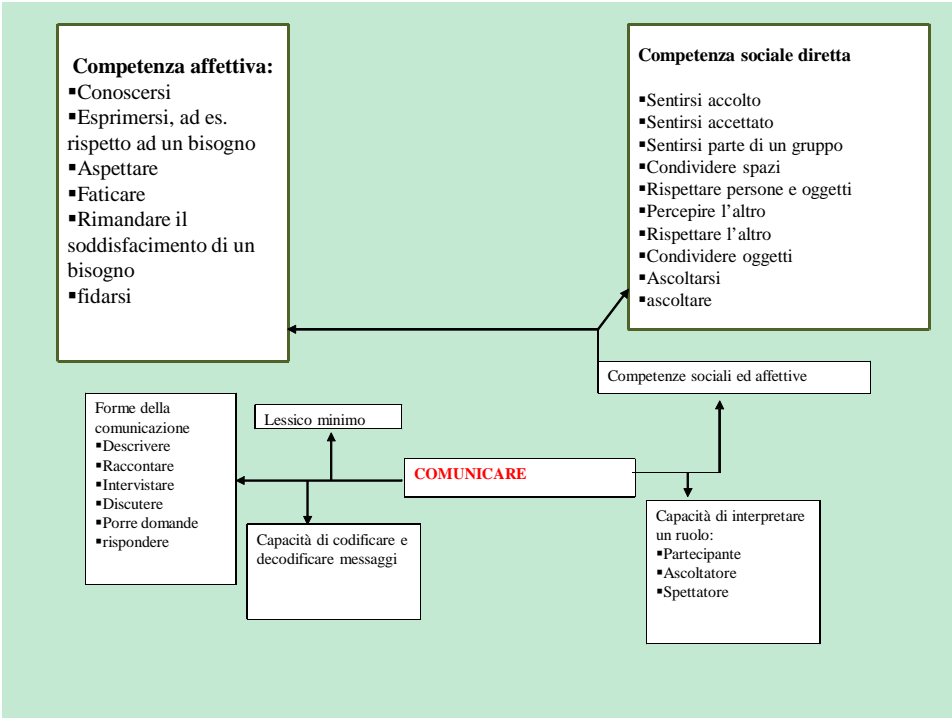 Competenza affettiva:
▪Conoscersi
▪Esprimersi, ad es.
rispetto ad un bisogno
▪Aspettare
▪Faticare
▪Rimandare il
soddisfacimento di un
bisogno
▪fidarsi
Competenza sociale diretta
▪Sentirsi accolto
▪Sentirsi accettato
▪Sentirsi parte di un gruppo
▪Condividere spazi
▪Rispettare persone e oggetti
▪Percepire l’altro
▪Rispettare l’altro
▪Condividere oggetti
▪Ascoltarsi
▪ascoltare
Competenze sociali ed affettive
Forme della
comunicazione
▪Descrivere
▪Raccontare
▪Intervistare
▪Discutere
▪Porre domande
▪rispondere
Lessico minimo
COMUNICARE
Capacità di codificare e
decodificare messaggi
Capacità di interpretare
un ruolo:
▪Partecipante
▪Ascoltatore
▪Spettatore